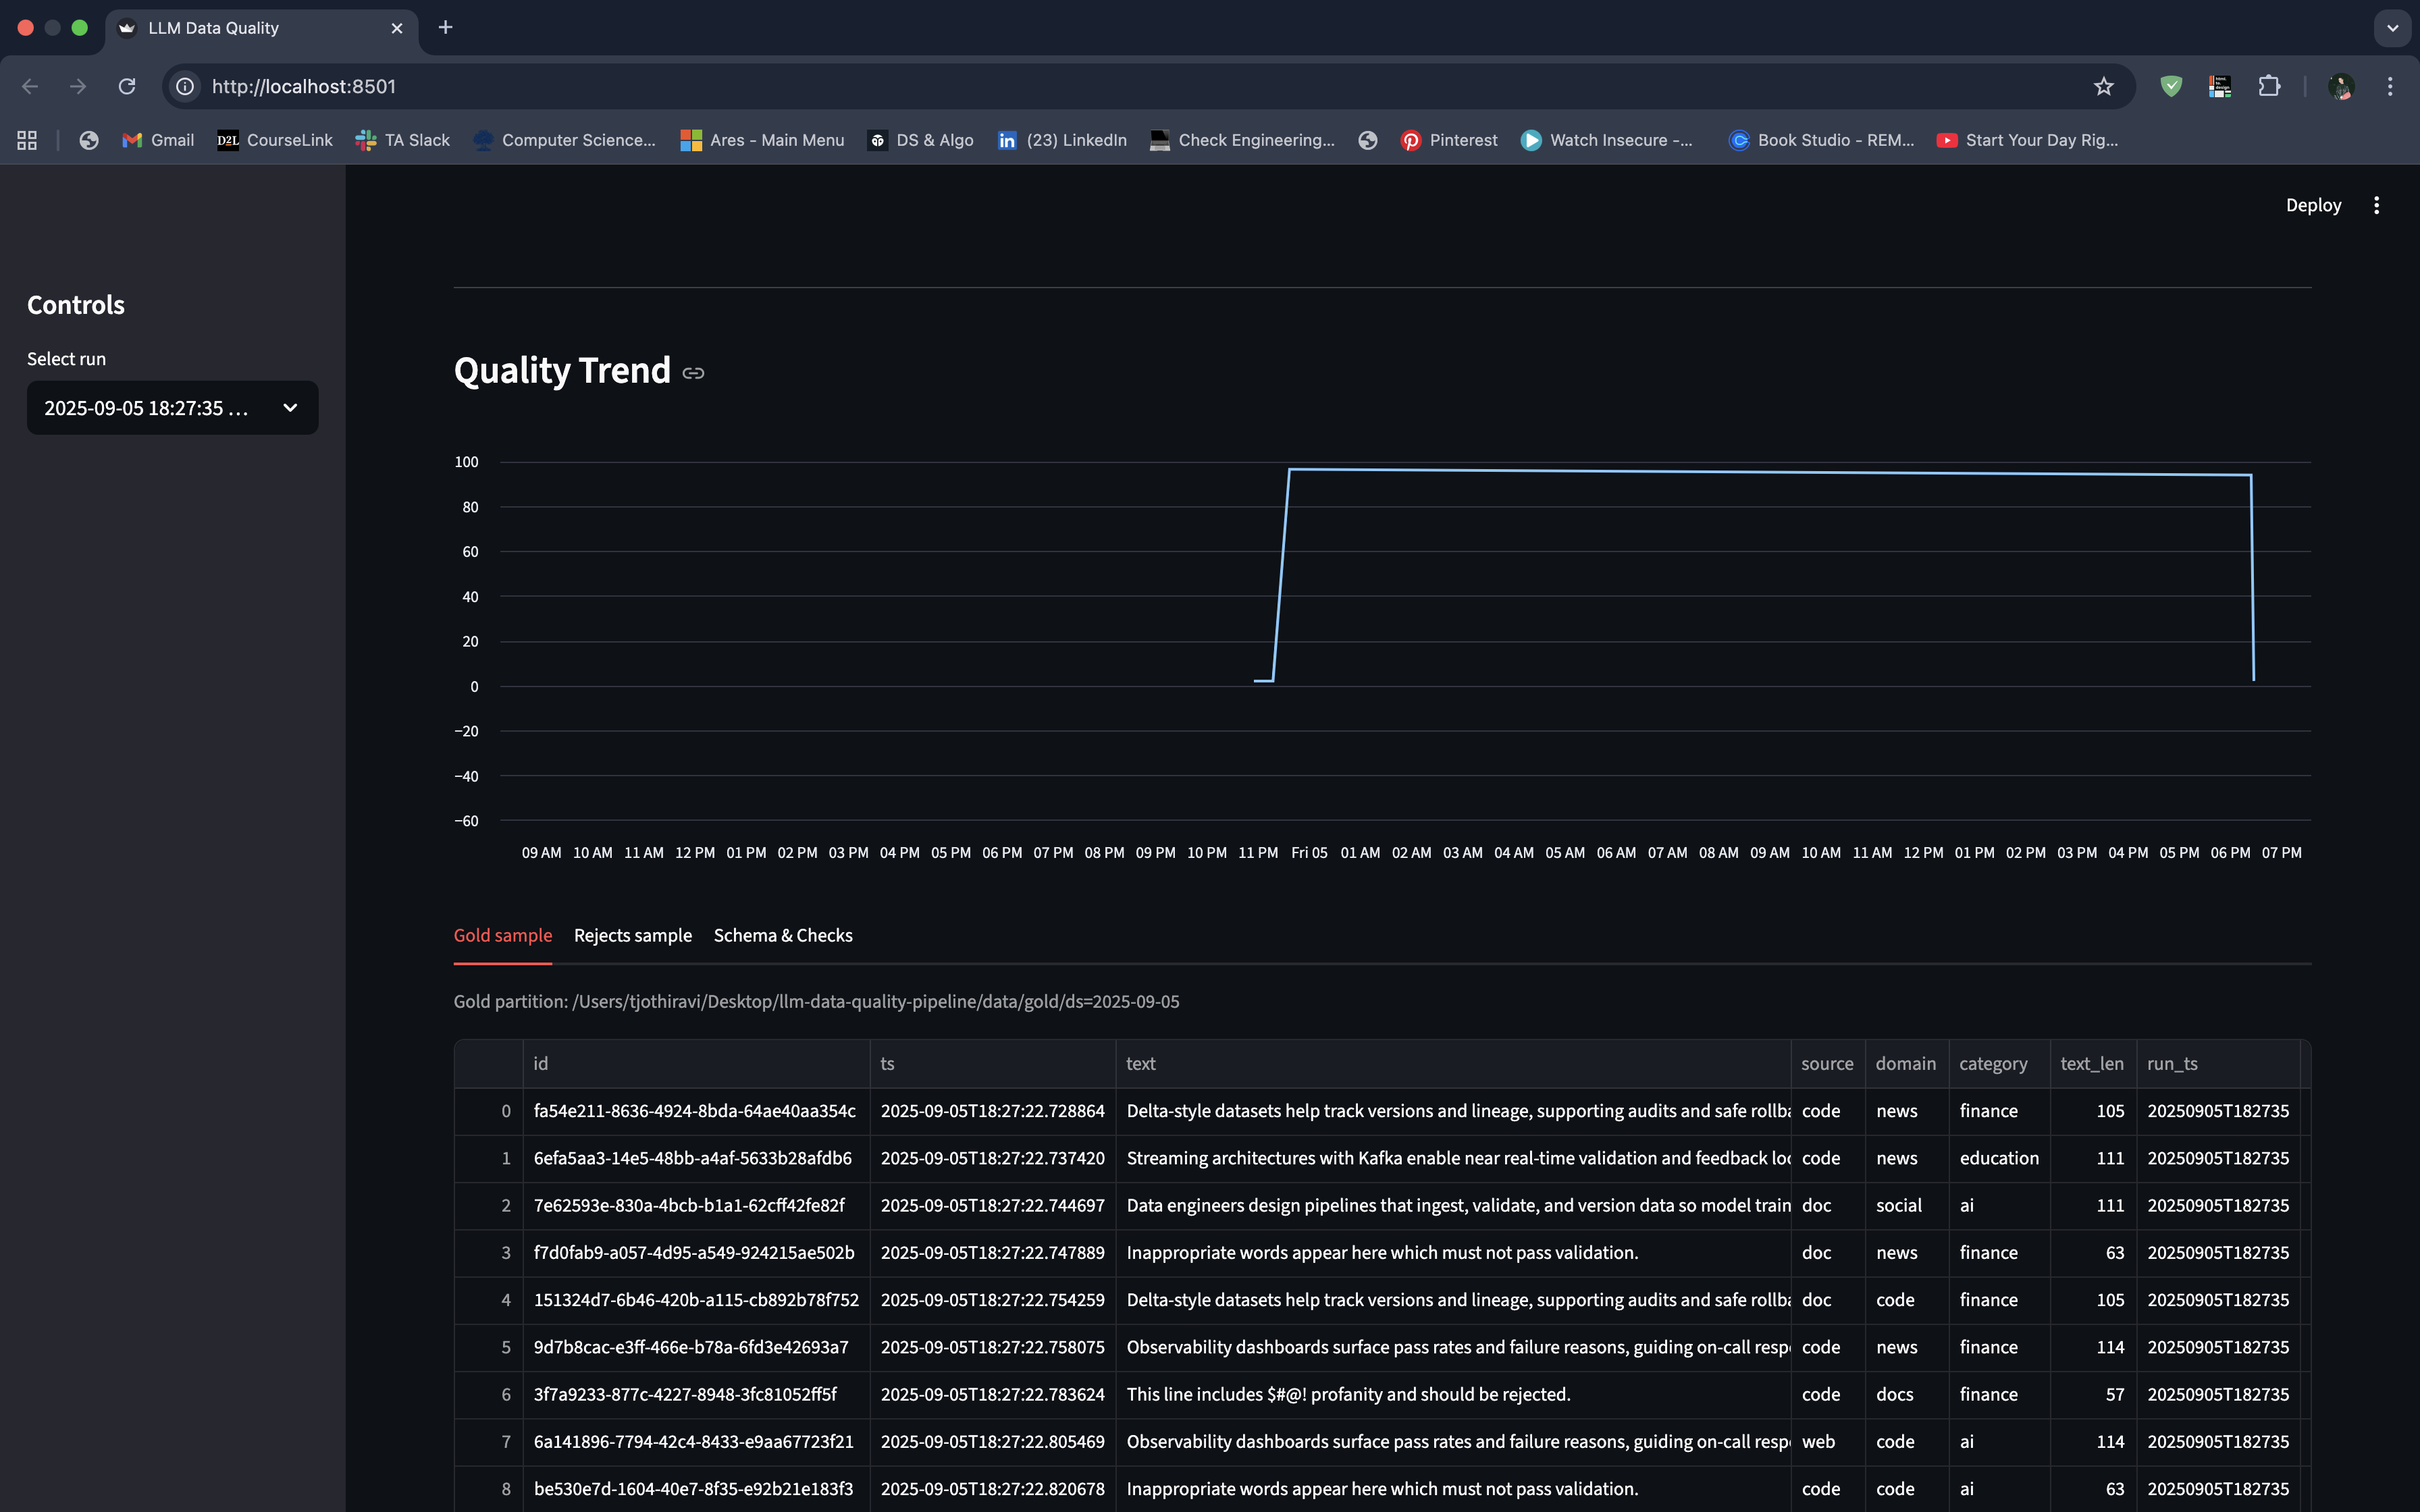 LLM Data Quality
http://localhost:8501
Gmail D2L CourseLink TA Slack Computer Science... Ares - Main Menu DS & Algo (23) LinkedIn Check Engineering... Pinterest Watch Insecure -... Book Studio - REM... Start Your Day Rig...
Deploy
Controls
Select run
2025-09-05 18:27:35 ...
Quality Trend
100
80
60
40
20
0
−20
−40
−60
09 AM 10 AM 11 AM 12 PM 01 PM 02 PM 03 PM 04 PM 05 PM 06 PM 07 PM 08 PM 09 PM 10 PM 11 PM Fri 05 01 AM 02 AM 03 AM 04 AM 05 AM 06 AM 07 AM 08 AM 09 AM 10 AM 11 AM 12 PM 01 PM 02 PM 03 PM 04 PM 05 PM 06 PM 07 PM
Gold sample Rejects sample Schema & Checks
Gold partition: /Users/tjothiravi/Desktop/llm-data-quality-pipeline/data/gold/ds=2025-09-05
id ts text source domain category text_len run_ts
0 fa54e211-8636-4924-8bda-64ae40aa354c 2025-09-05T18:27:22.728864 Delta-style datasets help track versions and lineage, supporting audits and safe rollba code news finance 105 20250905T182735
1 6efa5aa3-14e5-48bb-a4af-5633b28afdb6 2025-09-05T18:27:22.737420 Streaming architectures with Kafka enable near real-time validation and feedback loo code news education 111 20250905T182735
2 7e62593e-830a-4bcb-b1a1-62cff42fe82f 2025-09-05T18:27:22.744697 Data engineers design pipelines that ingest, validate, and version data so model train doc social ai 111 20250905T182735
3 f7d0fab9-a057-4d95-a549-924215ae502b 2025-09-05T18:27:22.747889 Inappropriate words appear here which must not pass validation. doc news finance 63 20250905T182735
4 151324d7-6b46-420b-a115-cb892b78f752 2025-09-05T18:27:22.754259 Delta-style datasets help track versions and lineage, supporting audits and safe rollba doc code finance 105 20250905T182735
5 9d7b8cac-e3ff-466e-b78a-6fd3e42693a7 2025-09-05T18:27:22.758075 Observability dashboards surface pass rates and failure reasons, guiding on-call resp code news finance 114 20250905T182735
6 3f7a9233-877c-4227-8948-3fc81052ff5f 2025-09-05T18:27:22.783624 This line includes $#@! profanity and should be rejected. code docs finance 57 20250905T182735
7 6a141896-7794-42c4-8433-e9aa67723f21 2025-09-05T18:27:22.805469 Observability dashboards surface pass rates and failure reasons, guiding on-call resp web code ai 114 20250905T182735
8 be530e7d-1604-40e7-8f35-e92b21e183f3 2025-09-05T18:27:22.820678 Inappropriate words appear here which must not pass validation. code code ai 63 20250905T182735